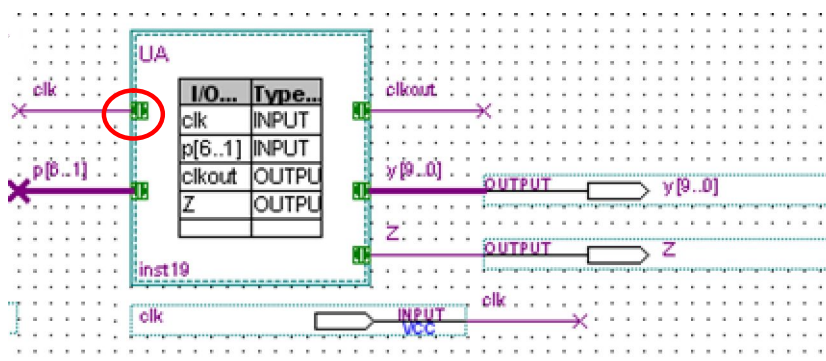 UA
clk
I/O... Type...
clkout
clk INPUT
p[6..1] INPUT
p[6..1]
clkout OUTPU
y[9..0]
OUTPUT
y[9..0]
Z OUTPU
Z
OUTPUT
Z
inst19
clk
INPUT
VCC
clk